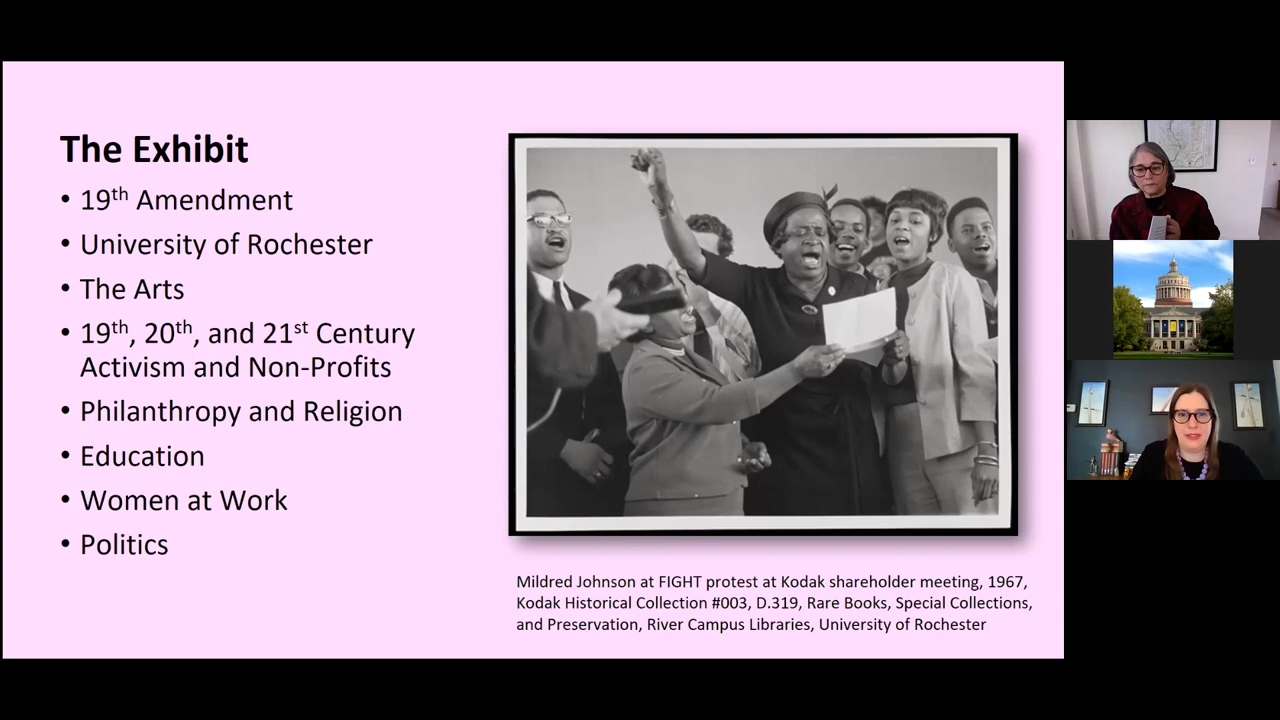 The Exhibit
• 19th Amendment
• University of Rochester
• The Arts
• 19th, 20th, and 21st Century
Activism and Non-Profits
• Philanthropy and Religion
• Education
• Women at Work
• Politics
Mildred Johnson at FIGHT protest at Kodak shareholder meeting, 1967,
Kodak Historical Collection #003, D.319, Rare Books, Special Collections,
and Preservation, River Campus Libraries, University of Rochester